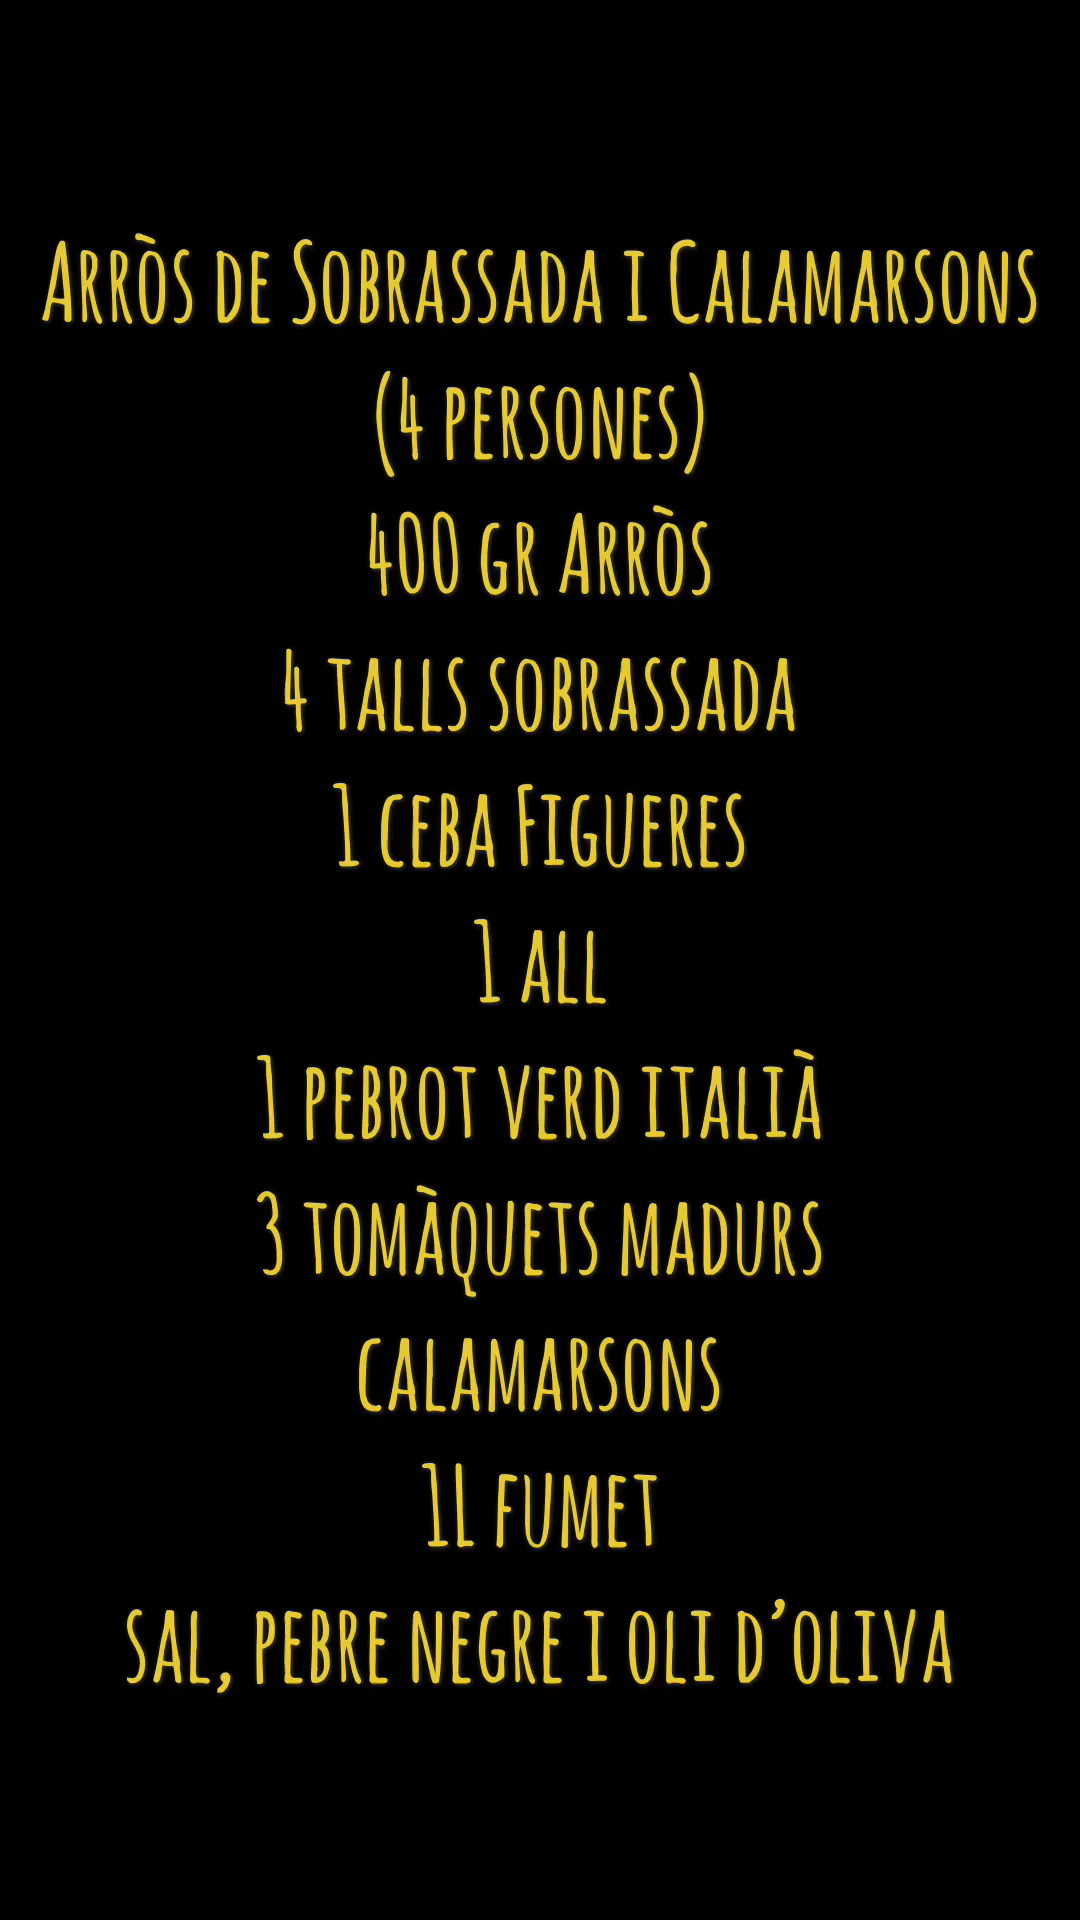 Arròs de Sobrassada i Calamarsons
(4 persones)
400 gr Arròs
4 talls sobrassada
1 ceba Figueres
1 all
1 pebrot verd italià
3 tomàquets madurs
calamarsons
1L fumet
sal, pebre negre i oli d’oliva